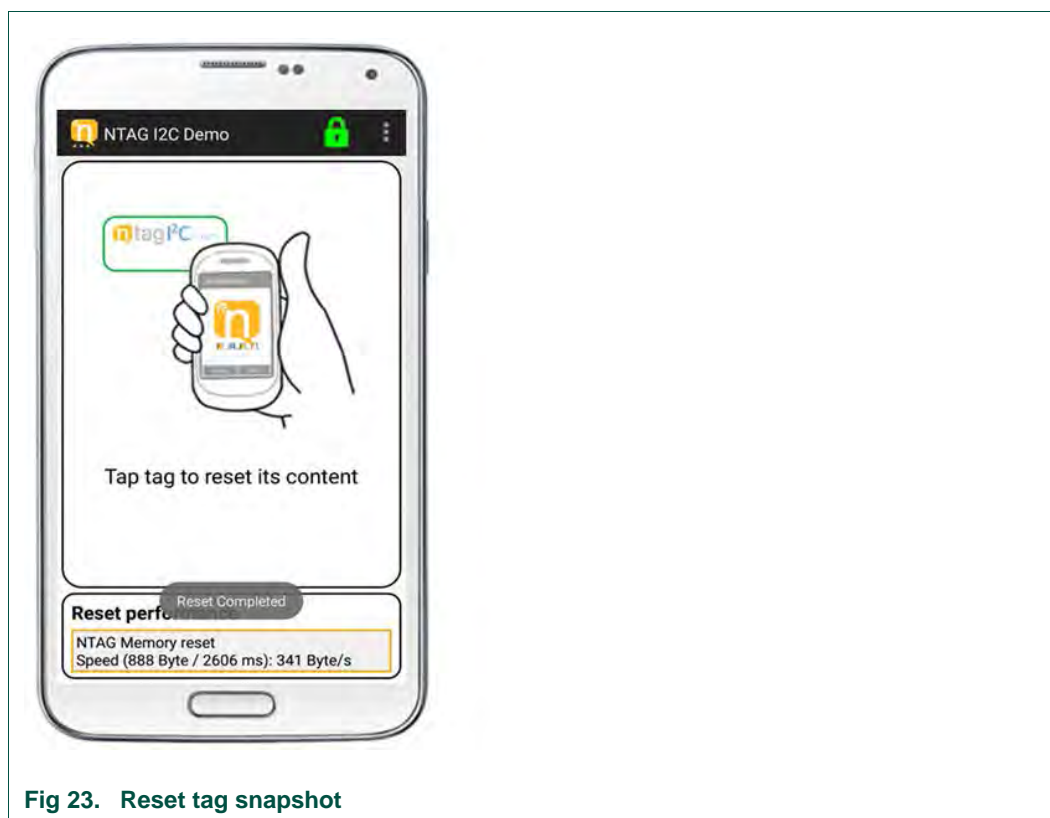 NTAG I2C Demo
ntag I²C
Tap tag to reset its content
Reset Completed
Reset perfo
NTAG Memory reset
Speed (888 Byte / 2606 ms): 341 Byte/s
Fig 23. Reset tag snapshot